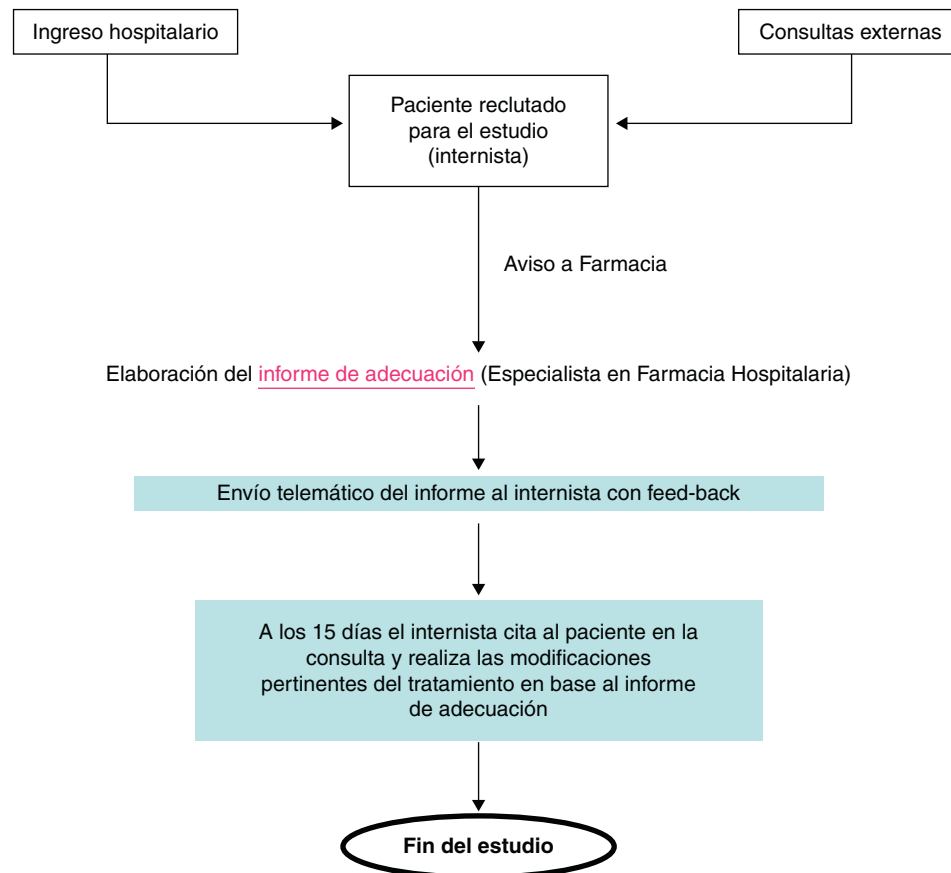 Ingreso hospitalario
Consultas externas
Paciente reclutado
para el estudio
(internista)
Aviso a Farmacia
Elaboración del informe de adecuación (Especialista en Farmacia Hospitalaria)
Envío telemático del informe al internista con feed-back
A los 15 días el internista cita al paciente en la
consulta y realiza las modificaciones
pertinentes del tratamiento en base al informe
de adecuación
Fin del estudio